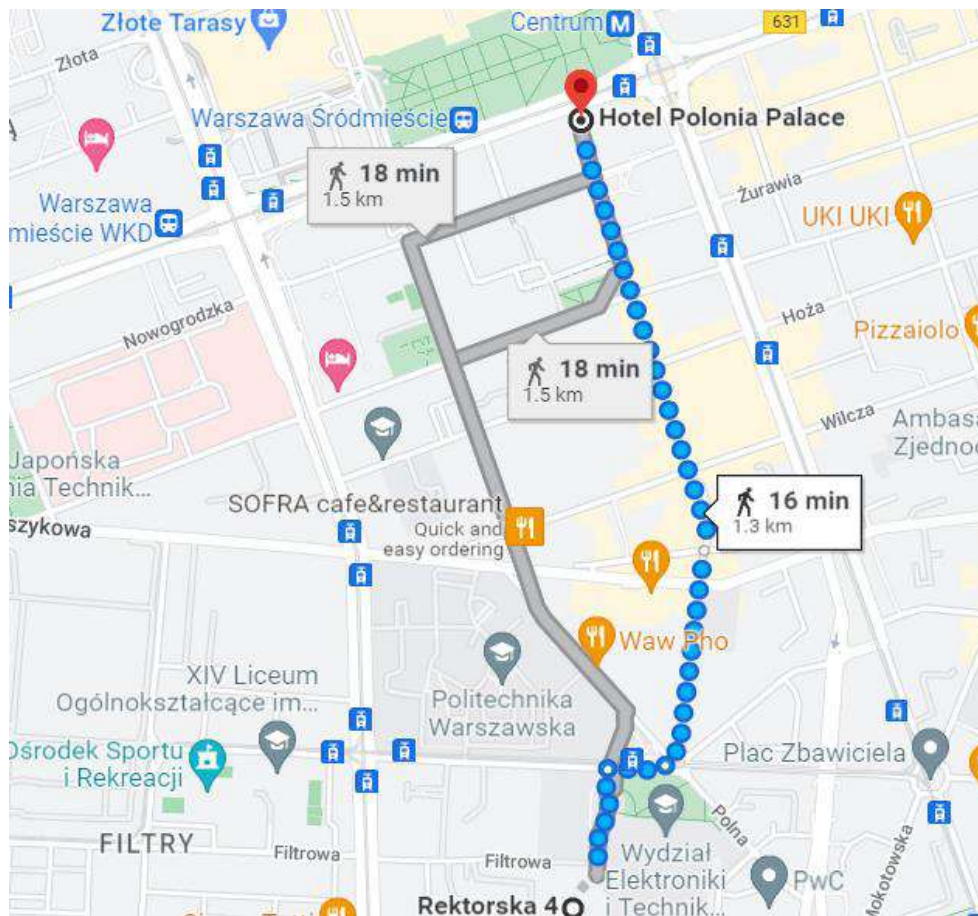 Złote Tarasy
Centrum M
631
Złota
Warszawa Śródmieście
Hotel Polonia Palace
18 min
1.5 km
Żurawia
Warszawa
mieście WKD
UKI UKI
Nowogrodzka
Hoża
Pizzaiolo
18 min
1.5 km
Wilcza
Ambasa
Zjednoc
Japońska
nia Technik...
SOFRA cafe&restaurant
Quick and
easy ordering
16 min
1.3 km
szykowa
Waw Pho
XIV Liceum
Ogólnokształcące im...
Politechnika
Warszawska
Ośrodek Sportu
i Rekreacji
Plac Zbawiciela
FILTRY
Filtrowa
Filtrowa
Polna
Wydział
Elektroniki
i Technik...
PwC
Mokotowska
Rektorska 4